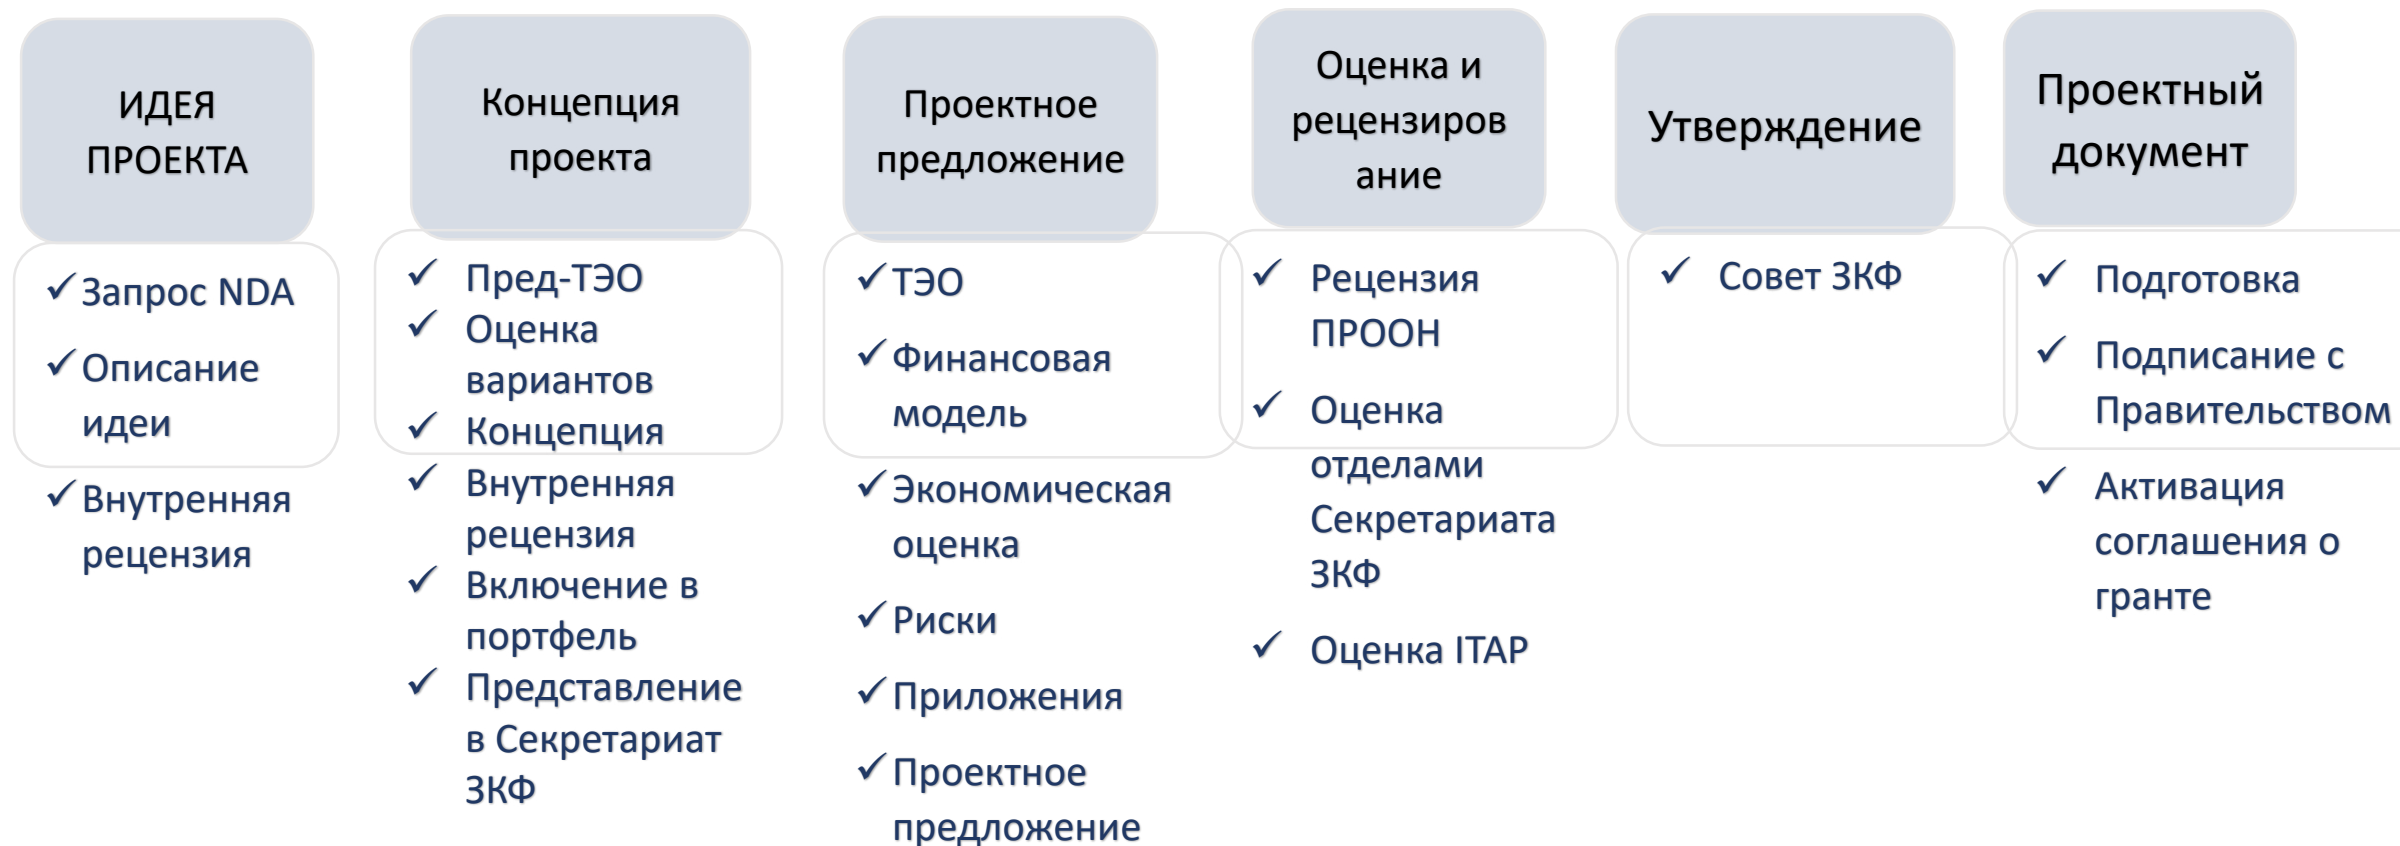 ИДЕЯ
ПРОЕКТА
Запрос NDA
Описание
идеи
Внутренняя
рецензия
Концепция
проекта
Пред-ТЭО
Оценка
вариантов
Концепция
Внутренняя
рецензия
Включение в
портфель
Представление
в Секретариат
ЗКФ
Проектное
предложение
ТЭО
Финансовая
модель
Экономическая
оценка
Риски
Приложения
Проектное
предложение
Оценка и
рецензиров
ание
Рецензия
ПРООН
Оценка
отделами
Секретариата
ЗКФ
Оценка ITAP
Утверждение
Совет ЗКФ
Проектный
документ
Подготовка
Подписание с
Правительством
Активация
соглашения о
гранте